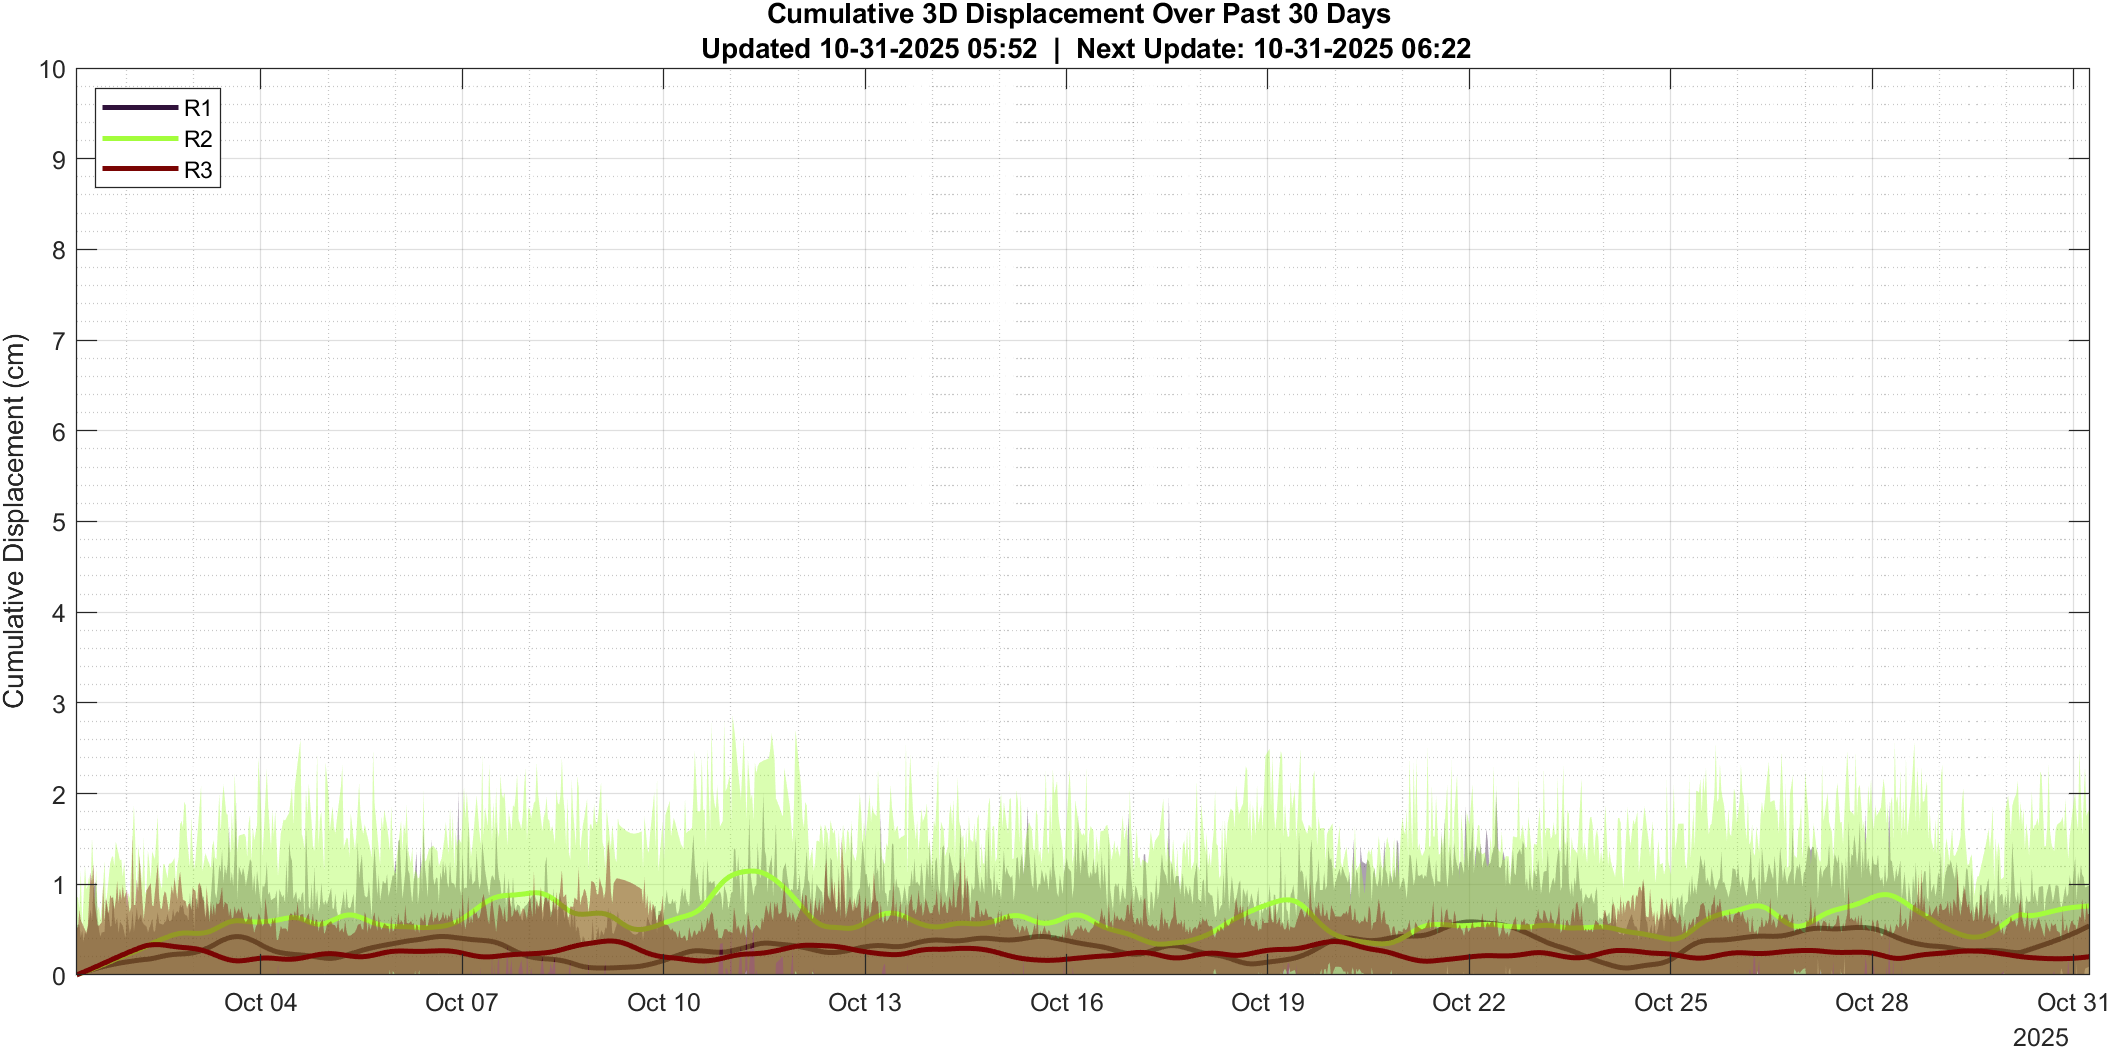 Cumulative 3D Displacement Over Past 30 Days
Updated 10-31-2025 05:52 | Next Update: 10-31-2025 06:22
Cumulative Displacement (cm)
10
9
8
7
6
5
4
3
2
1
0
R1
R2
R3
Oct 04
Oct 07
Oct 10
Oct 13
Oct 16
Oct 19
Oct 22
Oct 25
Oct 28
Oct 31
2025